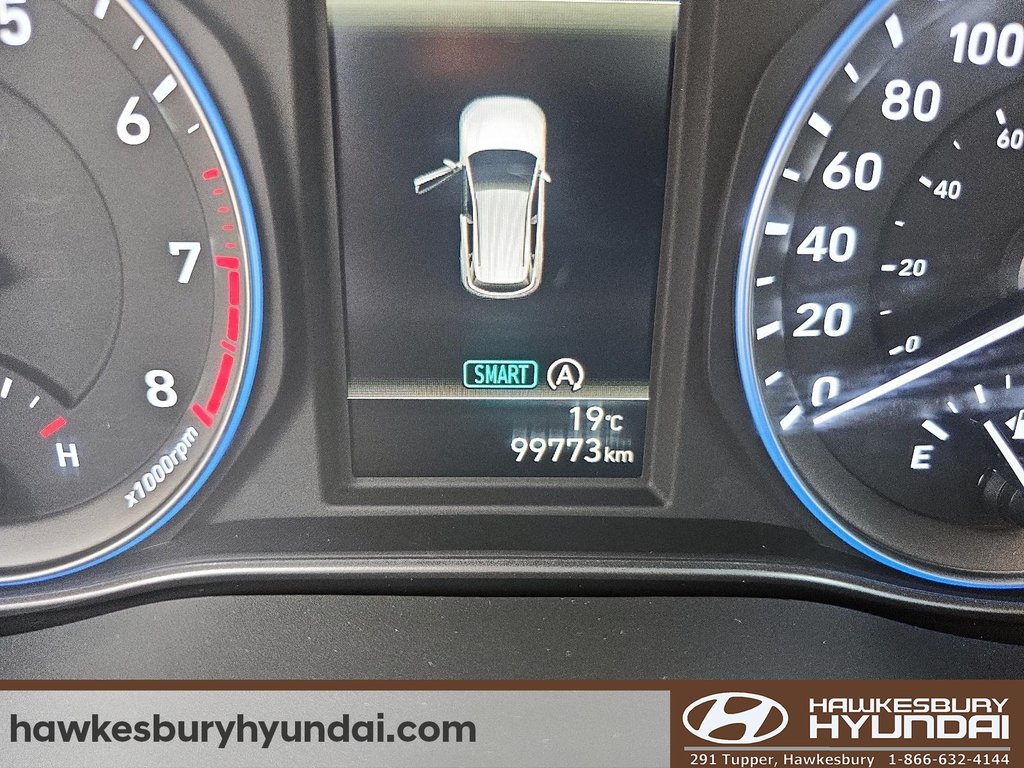 5
6
7
8
x1000rpm
H
SMART
A
19°C
99773km
100
80
60
40
20
0
60
40
20
0
E
hawkesburyhyundai.com
HAWKESBURY
HYUNDAI
291 Tupper, Hawkesbury 1-866-632-4144